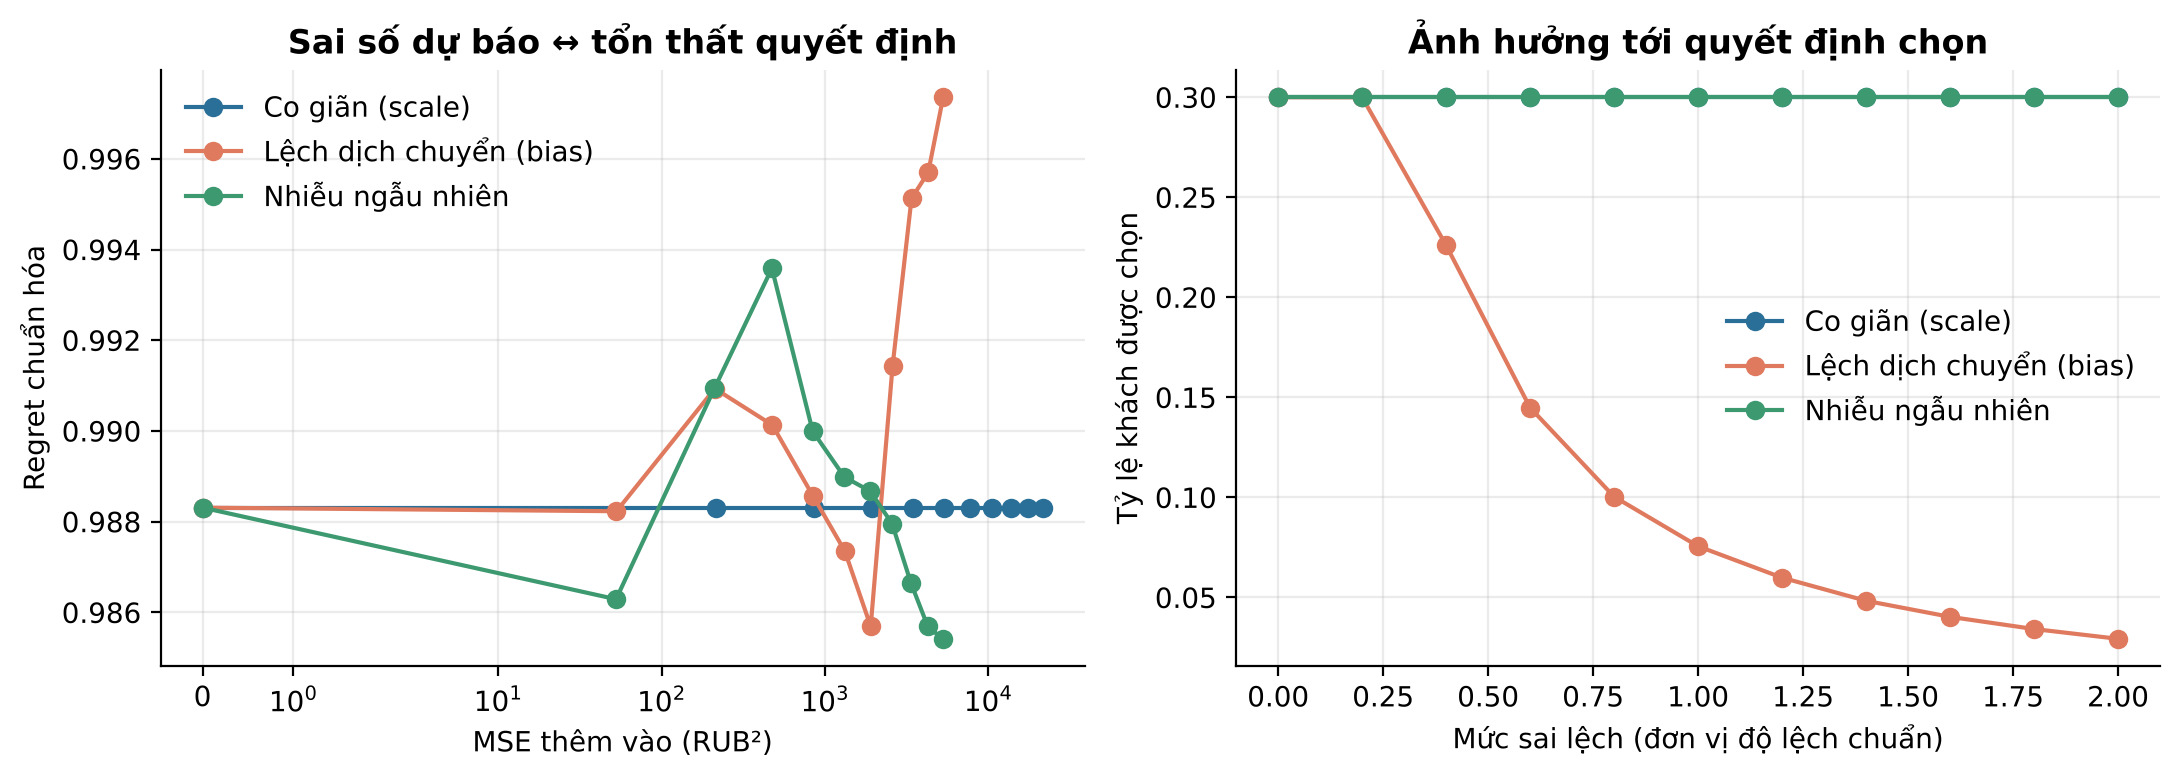 Sai số dự báo ↔ tổn thất quyết định
Regret chuẩn hóa
0.996
0.994
0.992
0.990
0.988
0.986
Co giãn (scale)
Lệch dịch chuyển (bias)
Nhiễu ngẫu nhiên
0
10⁰
10¹
10²
10³
10⁴
MSE thêm vào (RUB²)
Ảnh hưởng tới quyết định chọn
Tỷ lệ khách được chọn
0.30
0.25
0.20
0.15
0.10
0.05
Co giãn (scale)
Lệch dịch chuyển (bias)
Nhiễu ngẫu nhiên
0.00
0.25
0.50
0.75
1.00
1.25
1.50
1.75
2.00
Mức sai lệch (đơn vị độ lệch chuẩn)